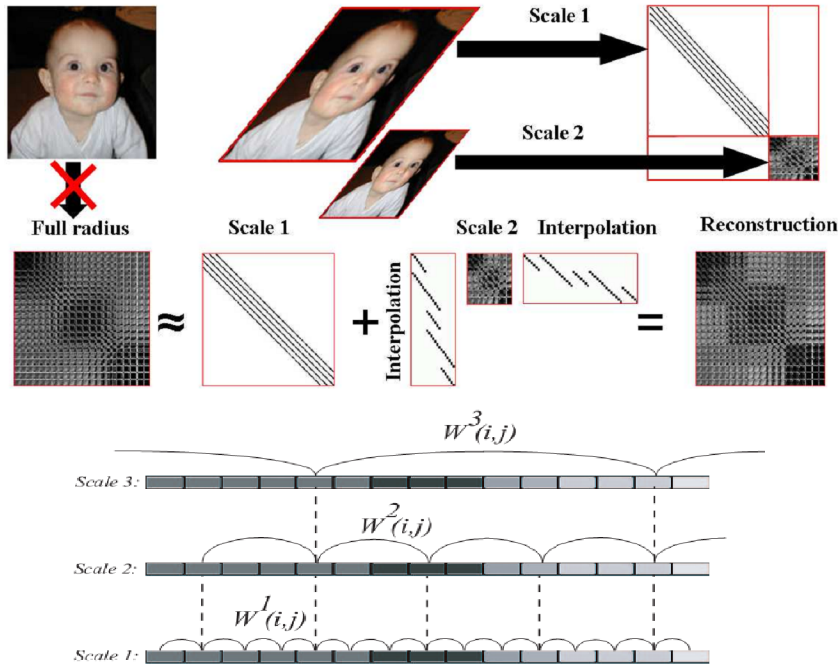 Scale 1
Scale 2
Full radius
Scale 1
Scale 2
Interpolation
Reconstruction
≈
+
Interpolation
=
W³(i,j)
Scale 3:
W²(i,j)
Scale 2:
W¹(i,j)
Scale 1: